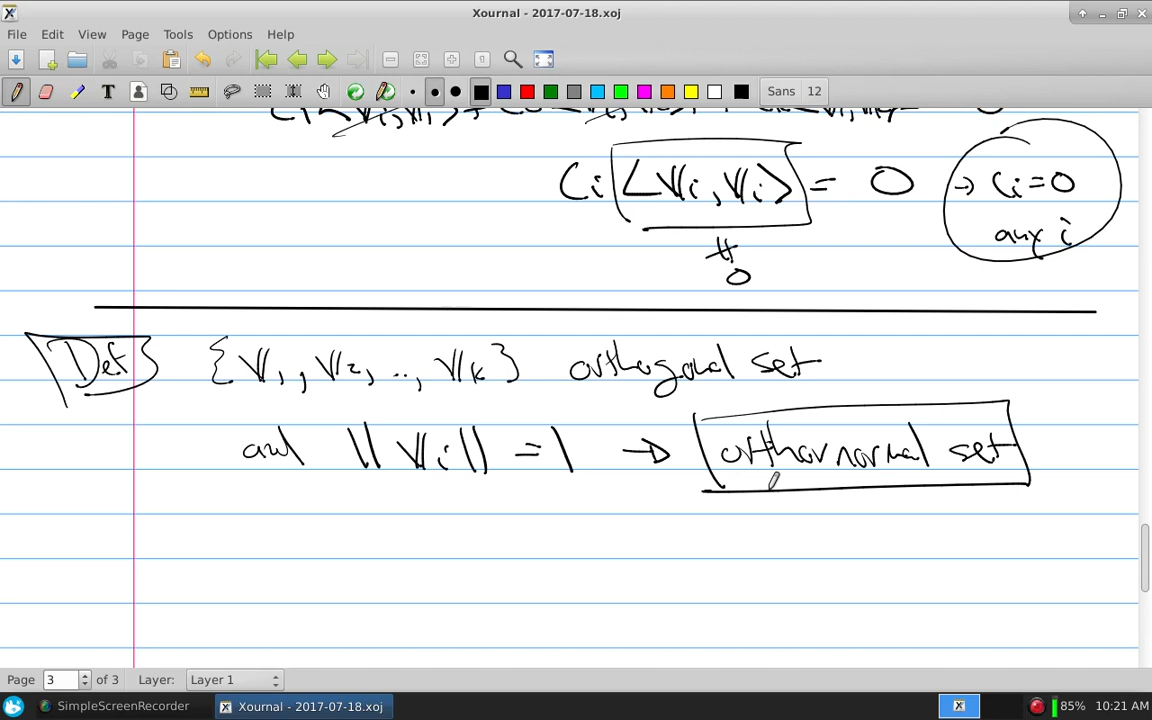 Xournal - 2017-07-18.xoj
File Edit View Page Tools Options Help
Sans 12
Ci <Vi, Vi> = 0 → Ci = 0
any i
≠
0
Def {V1, V2, .., Vk} orthogonal set
and ||Vi|| = 1 → orthornormal set
Page 3 of 3 Layer: Layer 1
SimpleScreenRecorder Xournal - 2017-07-18.xoj 85% 10:21 AM